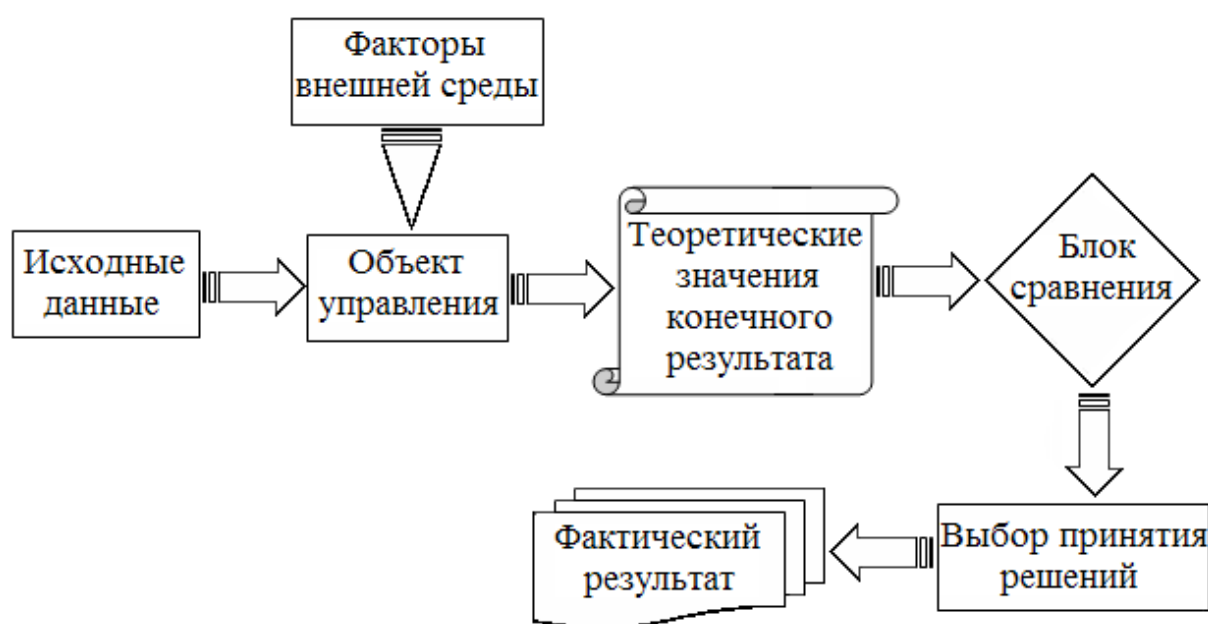 Факторы
внешней среды
Исходные
данные
Объект
управления
Теоретические
значения
конечного
результата
Блок
сравнения
Выбор принятия
решений
Фактический
результат